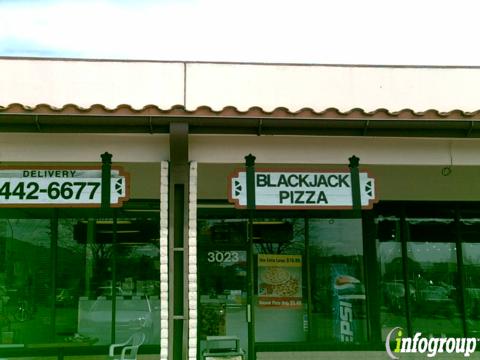 DELIVERY
442-6677
BLACKJACK
PIZZA
3023
PEPSI
infogroup